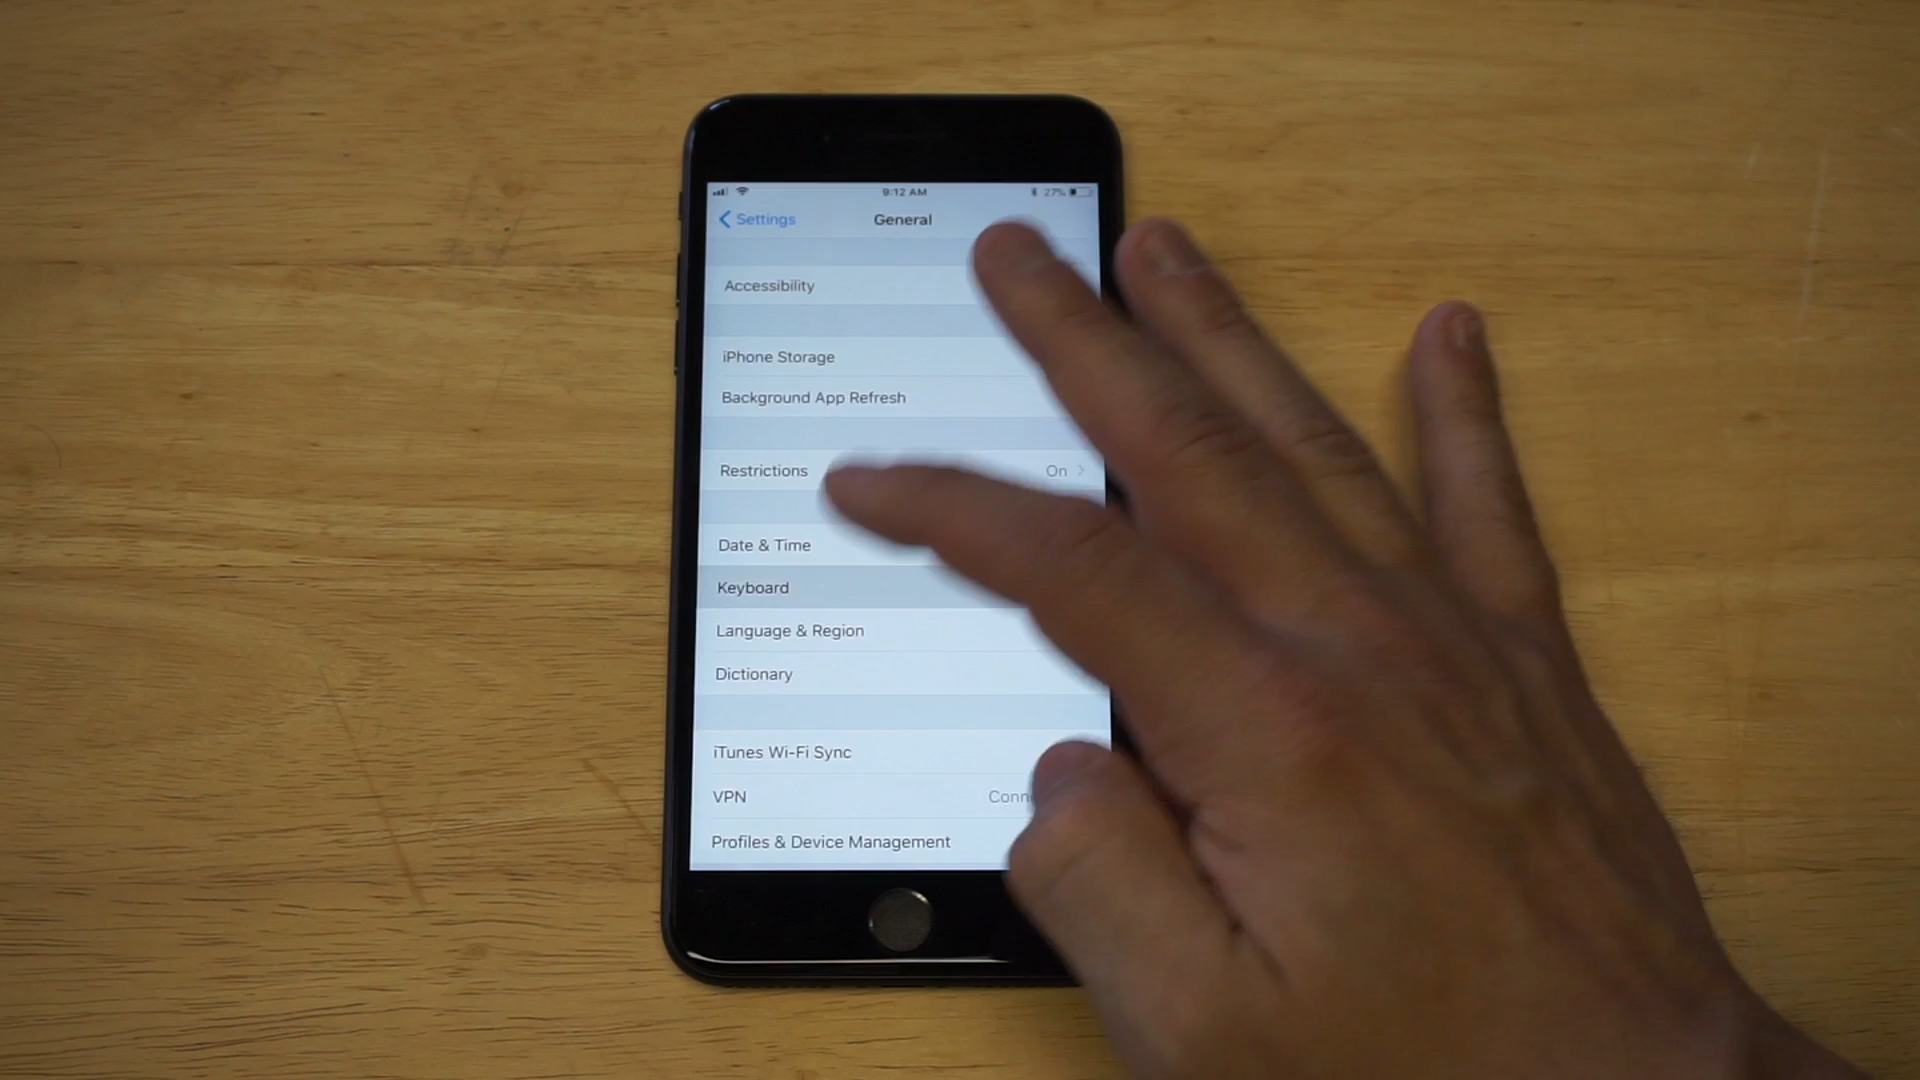 9:12 AM 27%
Settings General
Accessibility
iPhone Storage
Background App Refresh
Restrictions On
Date & Time
Keyboard
Language & Region
Dictionary
iTunes Wi-Fi Sync
VPN
Profiles & Device Management